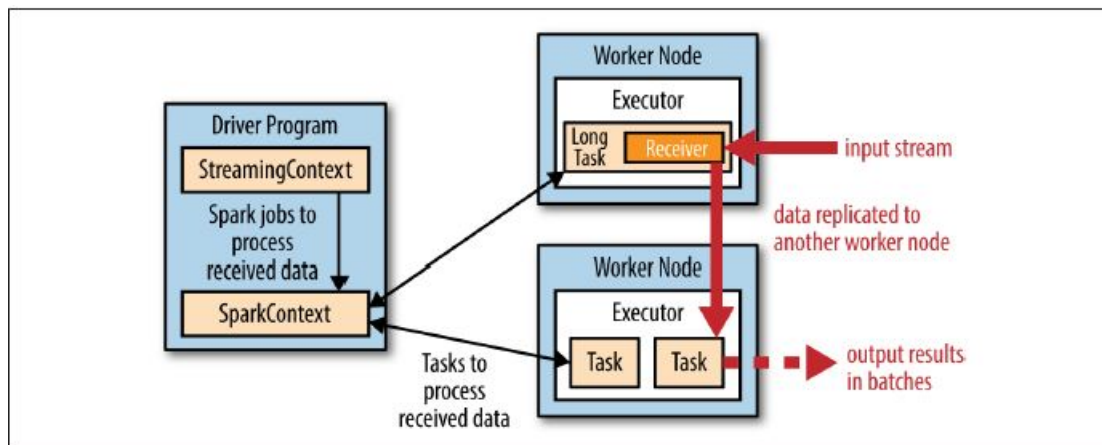 Driver Program
StreamingContext
Spark jobs to
process
received data
SparkContext
Tasks to
process
received data
Worker Node
Executor
Long
Task
Receiver
input stream
data replicated to
another worker node
Worker Node
Executor
Task
Task
output results
in batches